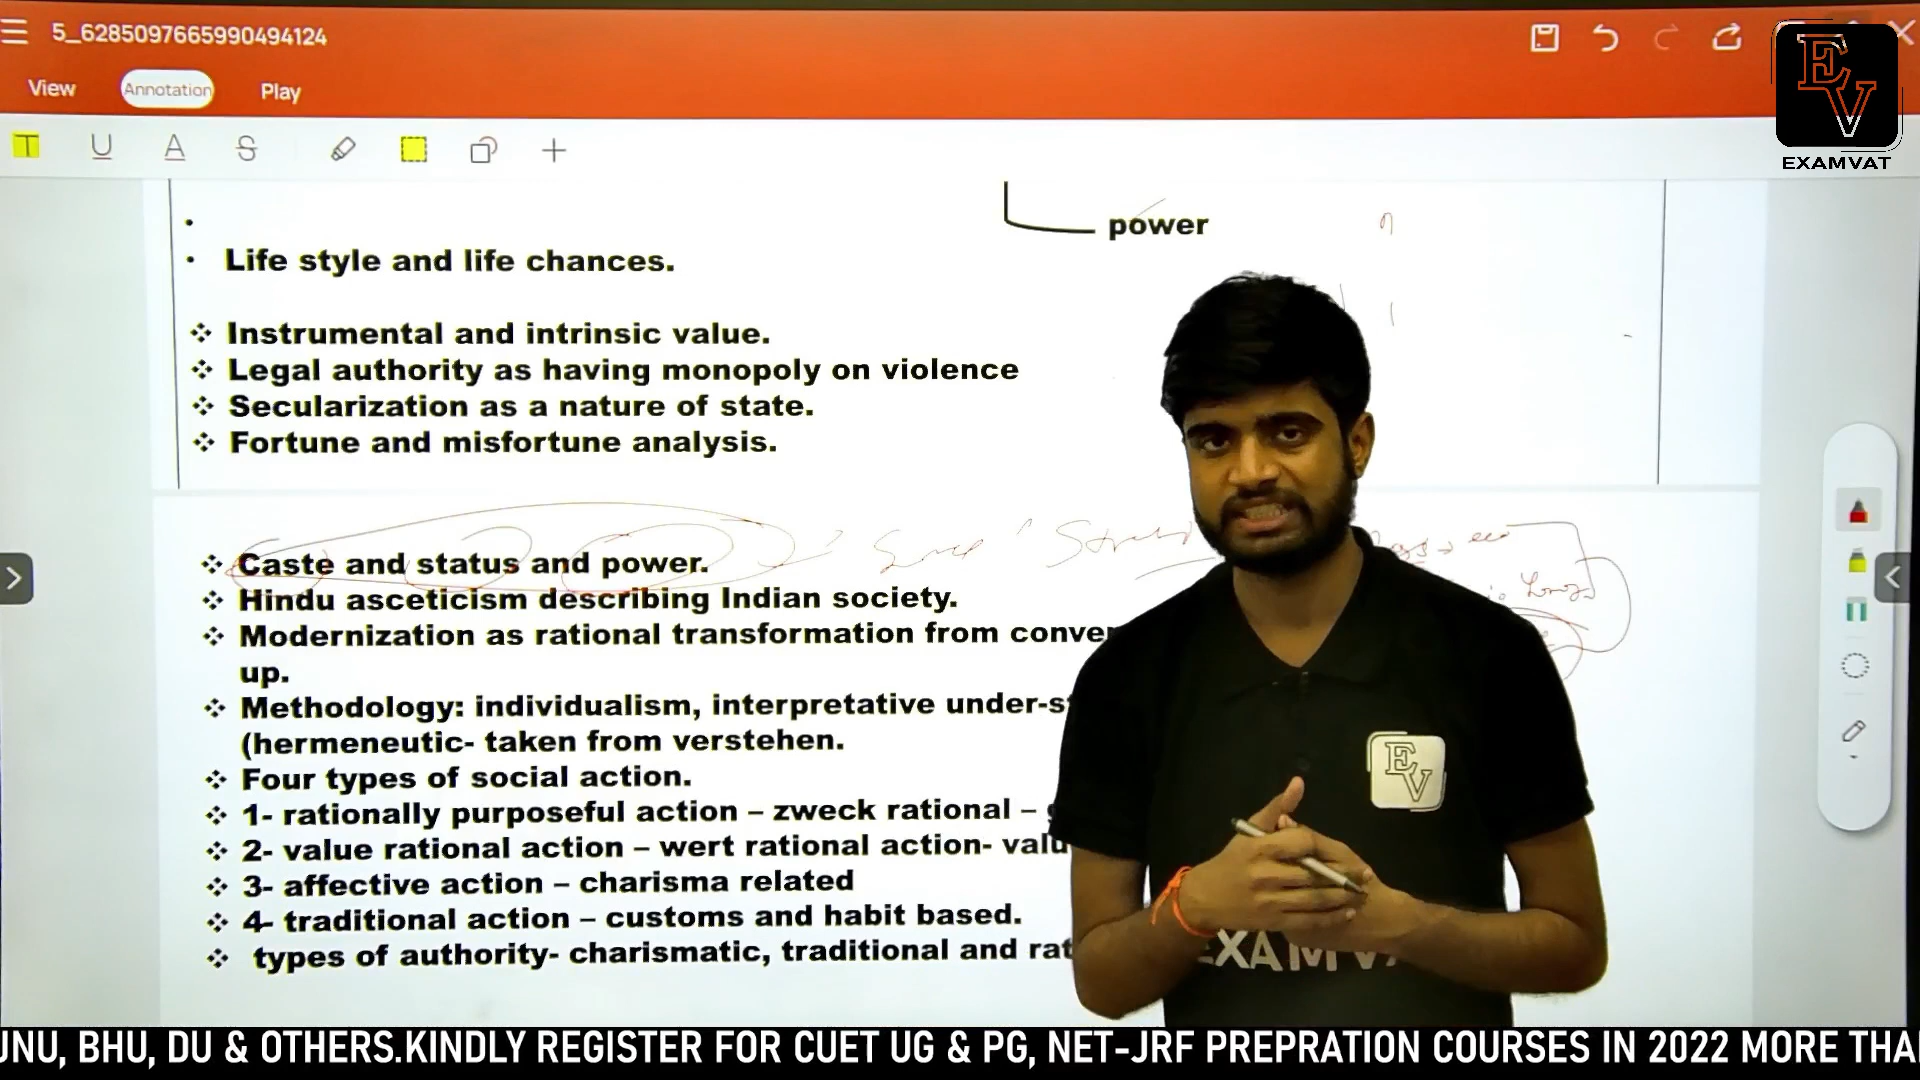 5_6285097665990494124
View Annotation Play
T U A S
EV
EXAMVAT
power
Life style and life chances.
Instrumental and intrinsic value.
Legal authority as having monopoly on violence
Secularization as a nature of state.
Fortune and misfortune analysis.
Caste and status and power.
Hindu asceticism describing Indian society.
Modernization as rational transformation from
up.
Methodology: individualism, interpretative
(hermeneutic- taken from verstehen.
Four types of social action.
1- rationally purposeful action – zweck rational –
2- value rational action – wert rational action-
3- affective action – charisma related
4- traditional action – customs and habit based.
types of authority- charismatic, traditional and
EV
EXAMV
JNU, BHU, DU & OTHERS.KINDLY REGISTER FOR CUET UG & PG, NET-JRF PREPRATION COURSES IN 2022 MORE